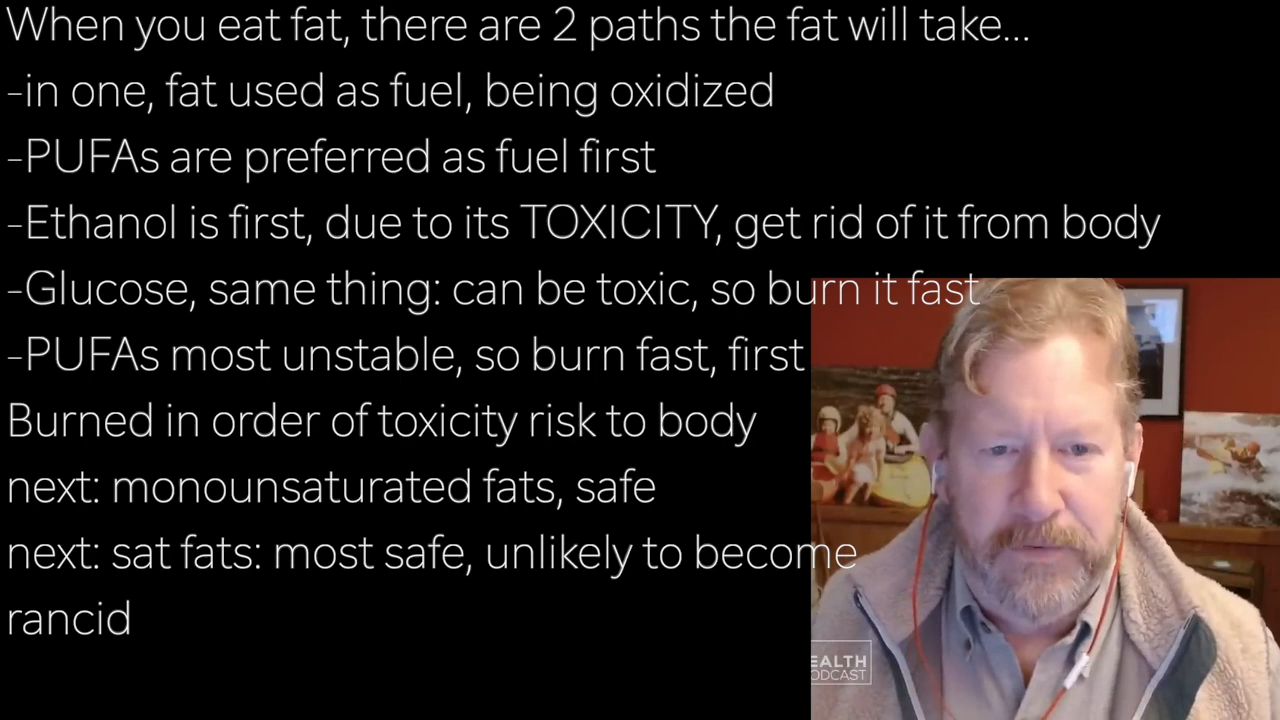 When you eat fat, there are 2 paths the fat will take...
-in one, fat used as fuel, being oxidized
-PUFAs are preferred as fuel first
-Ethanol is first, due to its TOXICITY, get rid of it from body
-Glucose, same thing: can be toxic, so burn it fast
-PUFAs most unstable, so burn fast, first
Burned in order of toxicity risk to body
next: monounsaturated fats, safe
next: sat fats: most safe, unlikely to become
rancid
EALTH
ODCAST